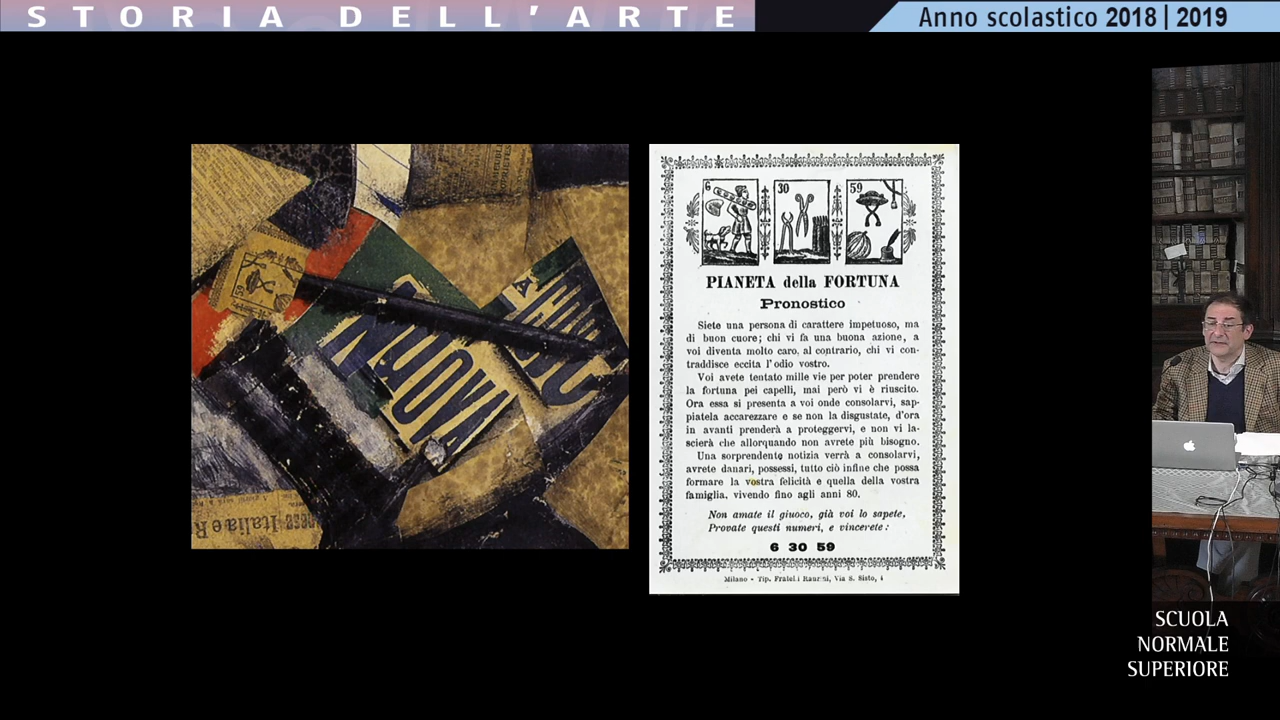 STORIA DELL'ARTE
Anno scolastico 2018 | 2019
59
NUOVA
Italia e R
6
30
59
PIANETA della FORTUNA
Pronostico
Siete una persona di carattere impetuoso, ma
di buon cuore; chi vi fa una buona azione, a
voi diventa molto caro, al contrario, chi vi con-
traddisce eccita l'odio vostro.
Voi avete tentato mille vie per poter prendere
la fortuna pei capelli, mai però vi è riuscito.
Ora essa si presenta a voi onde consolarvi, sap-
piatela accarezzare e se non la disgustate, d'ora
in avanti prenderà a proteggervi, e non vi la-
scierà che allorquando non avrete più bisogno.
Una sorprendente notizia verrà a consolarvi,
avrete danari, possessi, tutto ciò infine che possa
formare la vostra felicità e quella della vostra
famiglia, vivendo fino agli anni 80.
Non amate il giuoco, già voi lo sapete,
Provate questi numeri, e vincerete:
6 30 59
Milano - Tip. Fratelli Via S. Sisto, 4
SCUOLA
NORMALE
SUPERIORE